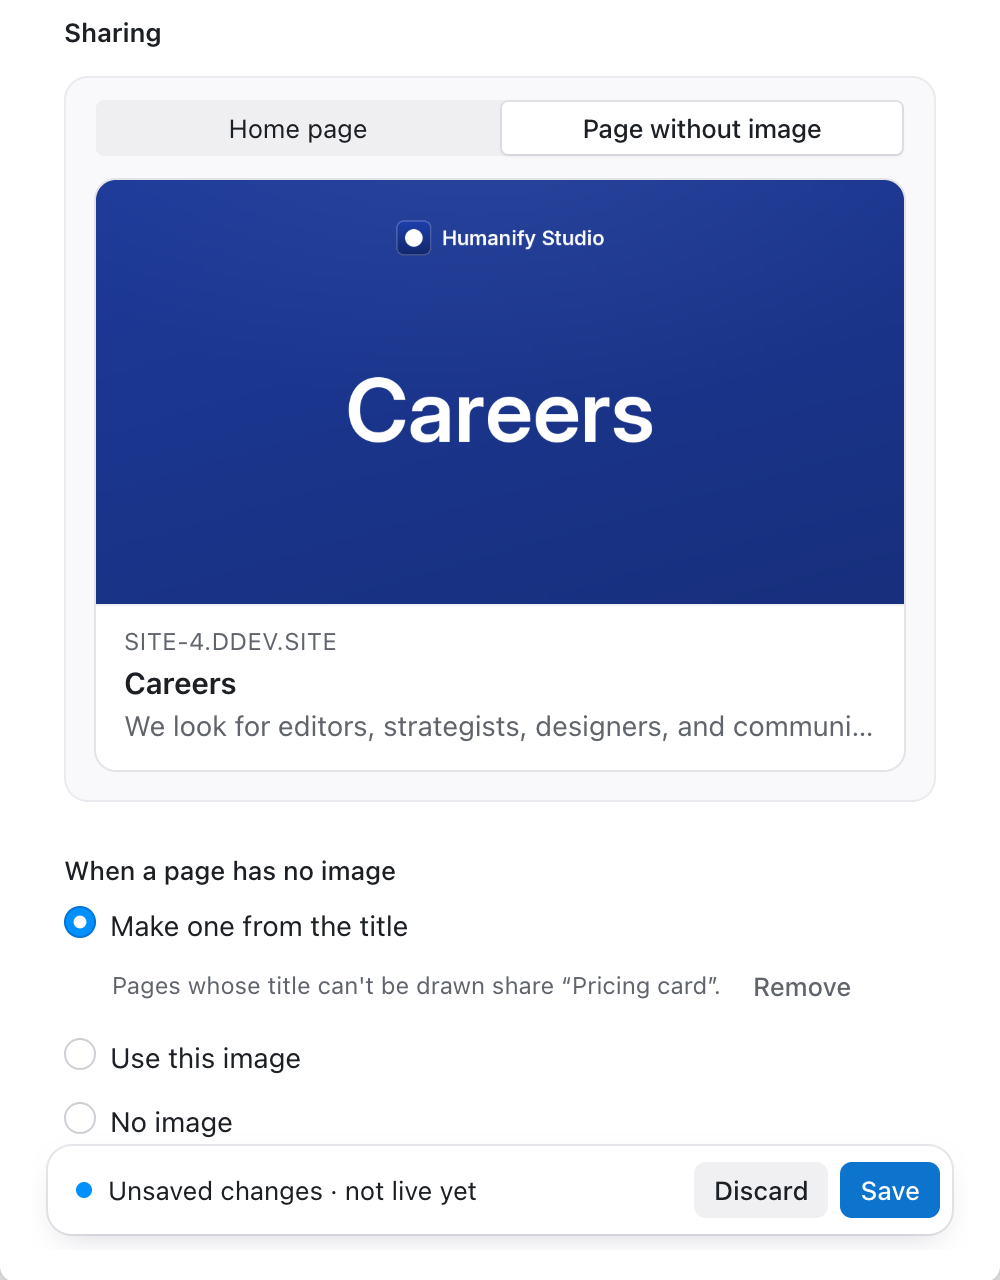 Sharing
Home page
Page without image
Humanify Studio
Careers
SITE-4.DDEV.SITE
Careers
We look for editors, strategists, designers, and communi...
When a page has no image
Make one from the title
Pages whose title can't be drawn share “Pricing card”.
Remove
Use this image
No image
Unsaved changes · not live yet
Discard
Save